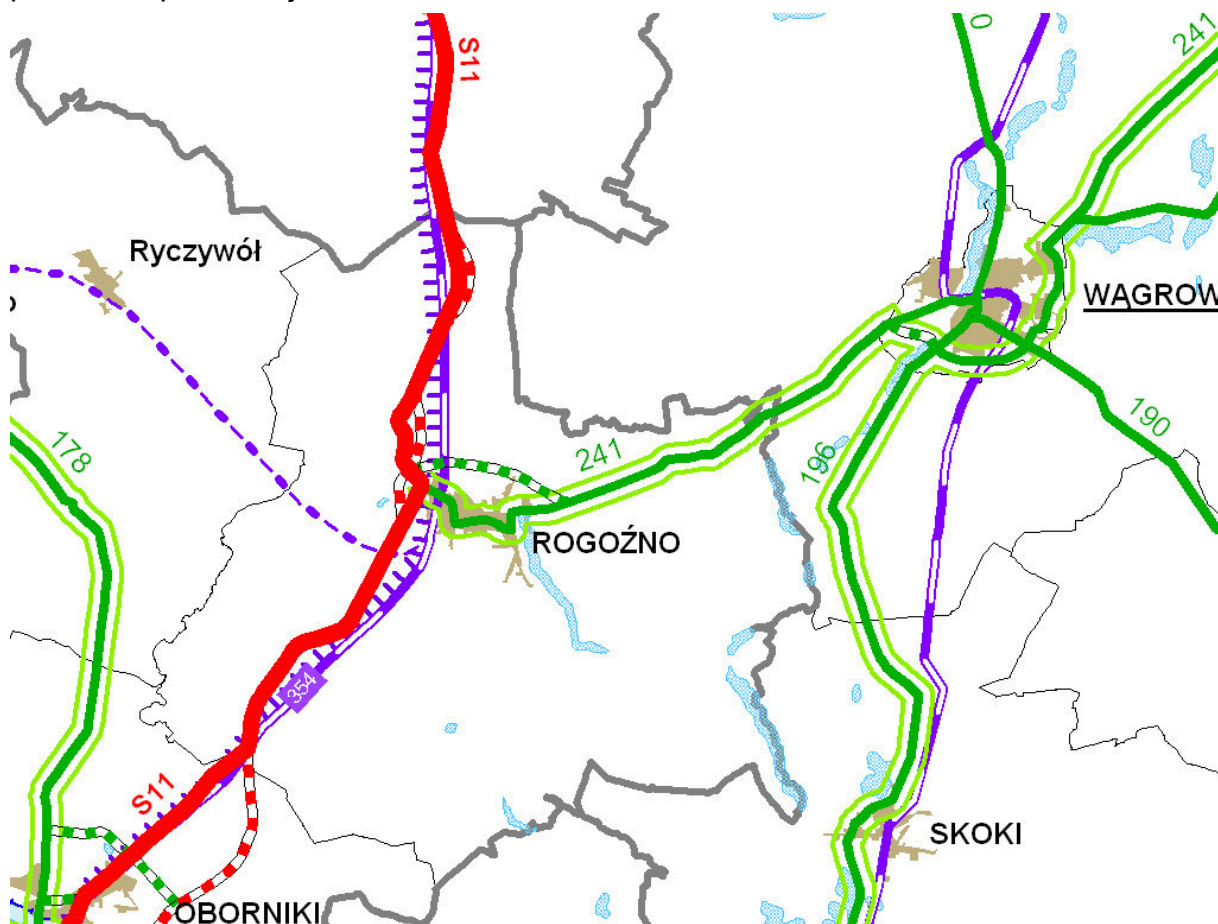 S11
241
Ryczywół
WĄGROW
178
241
196
190
ROGOŹNO
354
S11
SKOKI
OBORNIKI